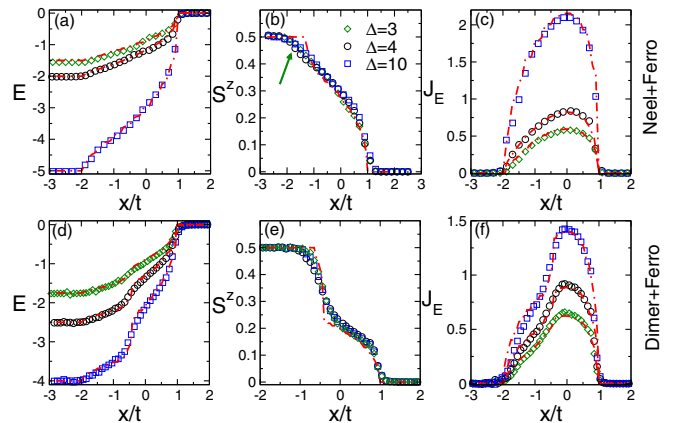 (a)
(b)
(c)
Δ=3
Δ=4
Δ=10
E
S^z
J_E
0
-1
-2
-3
-4
-5
0.5
0.4
0.3
0.2
0.1
0
2
1.5
1
0.5
0
-3 -2 -1 0 1 2
-3 -2 -1 0 1 2 3
-3 -2 -1 0 1 2
x/t
x/t
x/t
Neel+Ferro
(d)
(e)
(f)
E
S^z
J_E
0
-1
-2
-3
-4
0.5
0.4
0.3
0.2
0.1
0
1.5
1
0.5
0
-3 -2 -1 0 1 2
-2 -1 0 1 2
-3 -2 -1 0 1 2
x/t
x/t
x/t
Dimer+Ferro